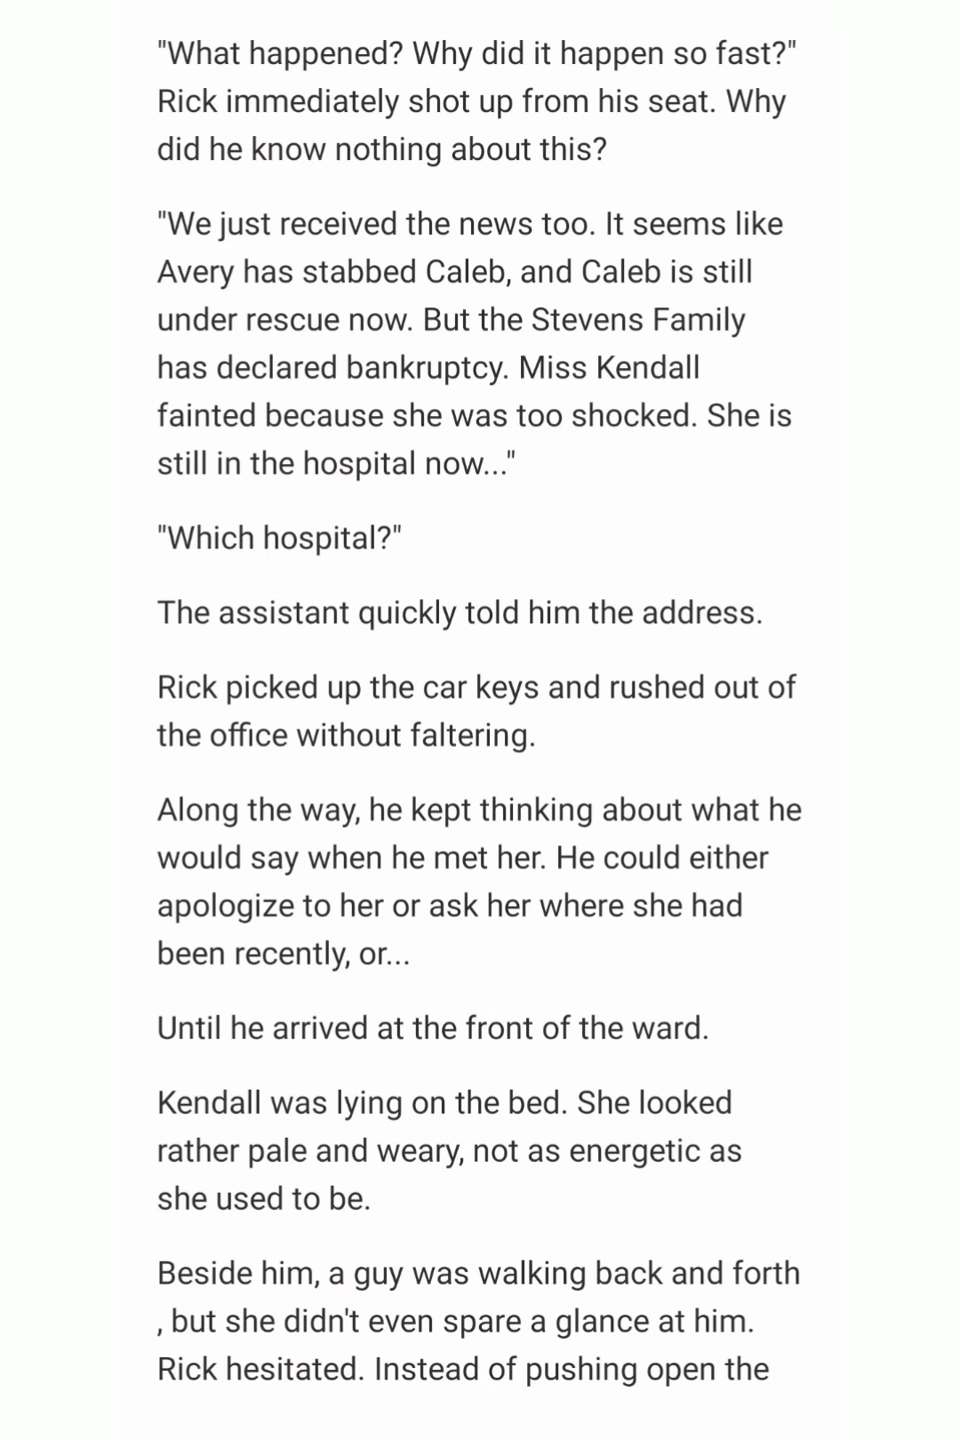 "What happened? Why did it happen so fast?"
Rick immediately shot up from his seat. Why
did he know nothing about this?
"We just received the news too. It seems like
Avery has stabbed Caleb, and Caleb is still
under rescue now. But the Stevens Family
has declared bankruptcy. Miss Kendall
fainted because she was too shocked. She is
still in the hospital now..."
"Which hospital?"
The assistant quickly told him the address.
Rick picked up the car keys and rushed out of
the office without faltering.
Along the way, he kept thinking about what he
would say when he met her. He could either
apologize to her or ask her where she had
been recently, or...
Until he arrived at the front of the ward.
Kendall was lying on the bed. She looked
rather pale and weary, not as energetic as
she used to be.
Beside him, a guy was walking back and forth
, but she didn't even spare a glance at him.
Rick hesitated. Instead of pushing open the